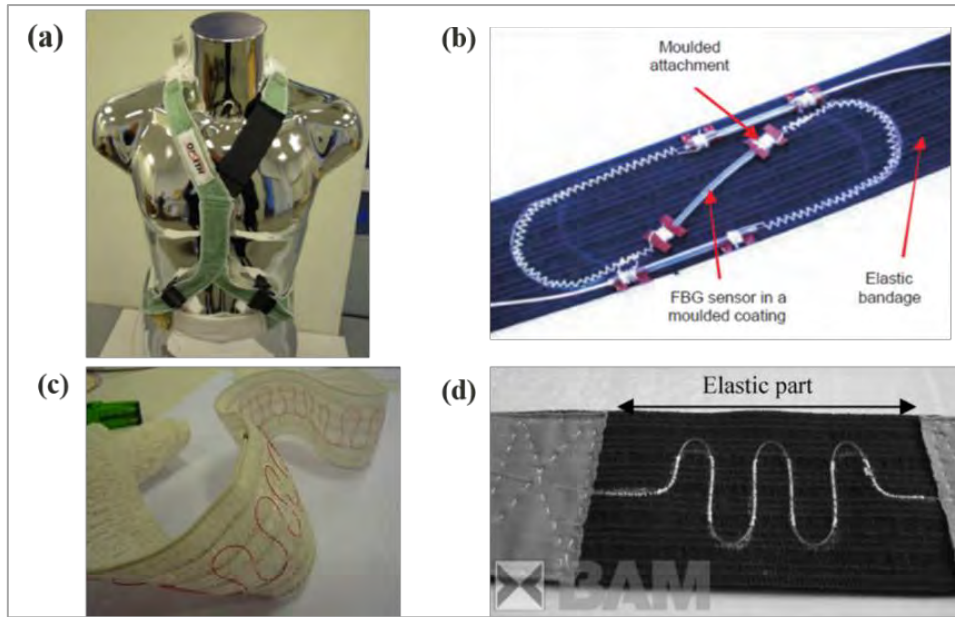 (a)
(b)
Moulded
attachment
FBG sensor in a
moulded coating
Elastic
bandage
(c)
(d)
Elastic part
BAM